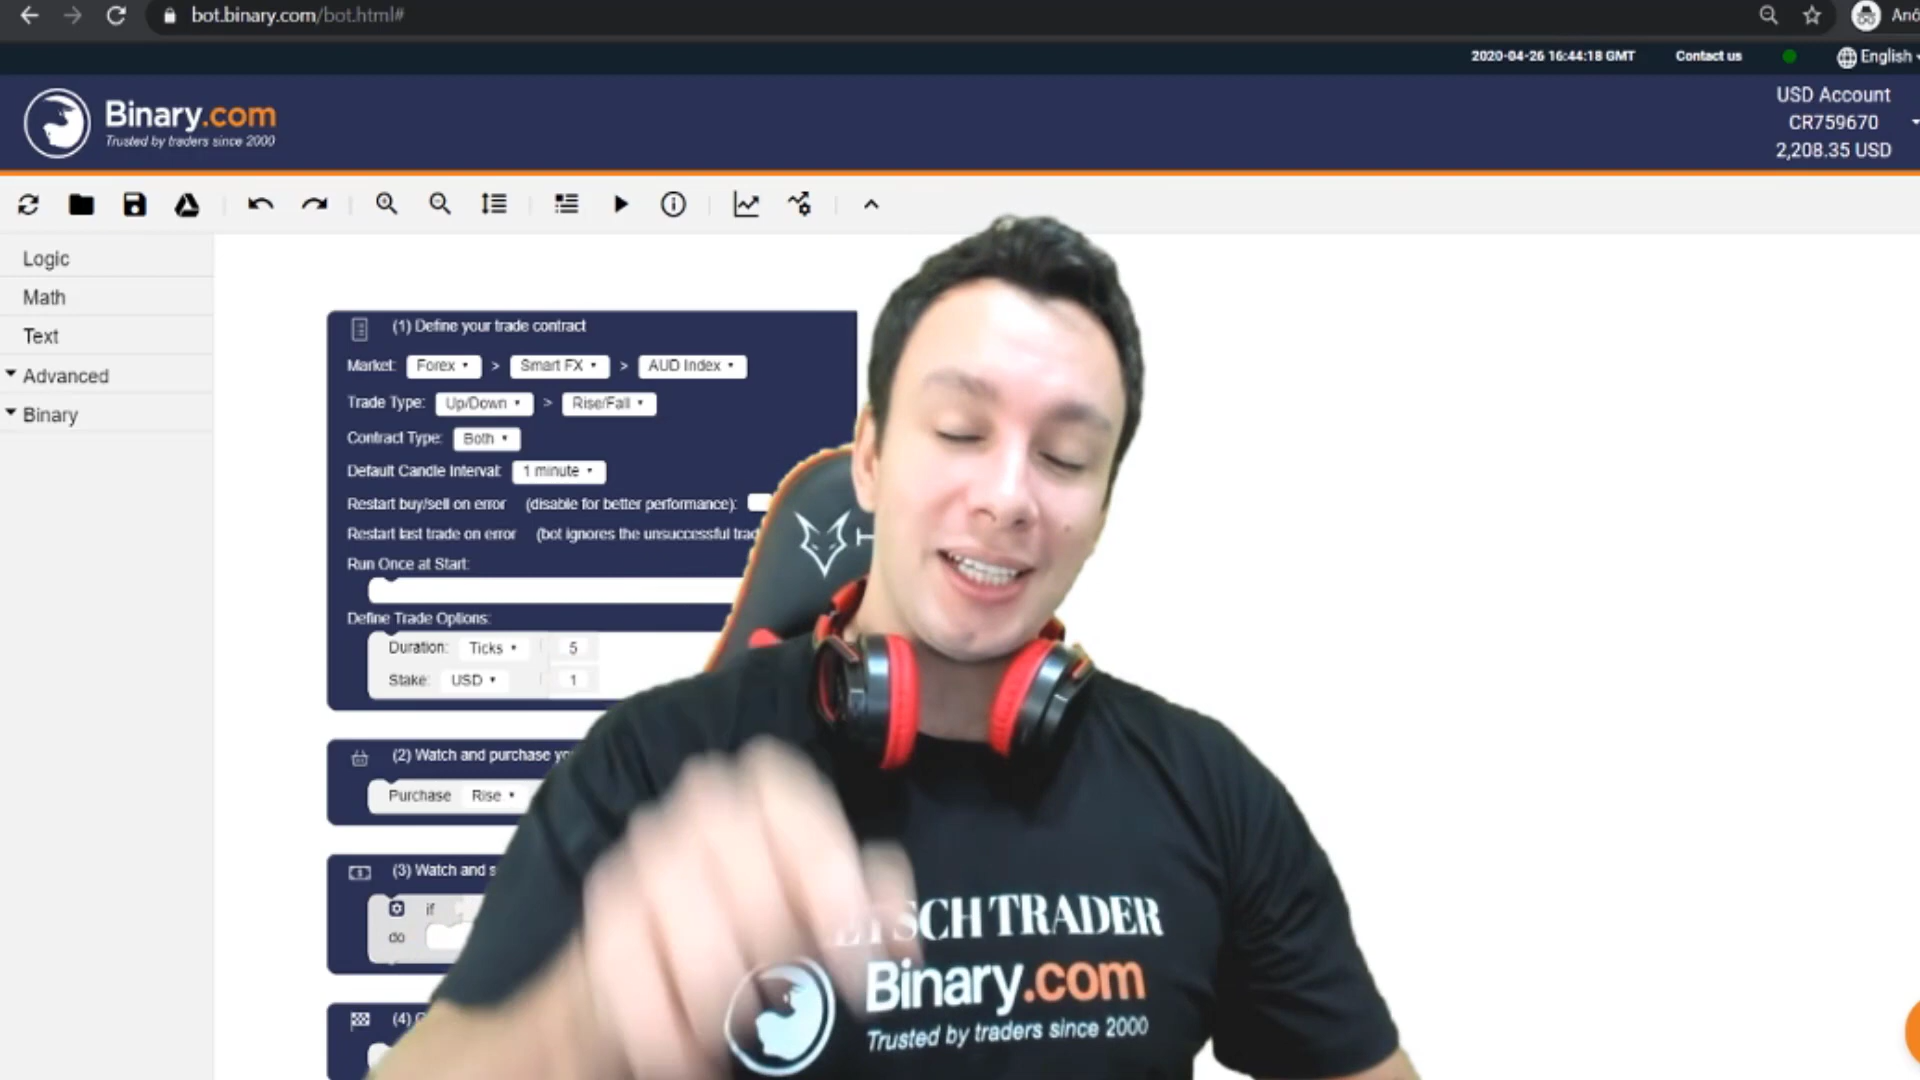 bot.binary.com/bot.html#
2020-04-26 16:44:18 GMT
Contact us
English
Binary.com
Trusted by traders since 2000
USD Account
CR759670
2,208.35 USD
Logic
Math
Text
Advanced
Binary
(1) Define your trade contract
Market: Forex > Smart FX > AUD Index
Trade Type: Up/Down > Rise/Fall
Contract Type: Both
Default Candle Interval: 1 minute
Restart buy/sell on error (disable for better performance):
Restart last trade on error (bot ignores the unsuccessful
Run Once at Start:
Define Trade Options:
Duration: Ticks 5
Stake: USD 1
(2) Watch and purchase
Purchase Rise
(3) Watch and
if
do
(4)
TRADER
Binary.com
Trusted by traders since 2000